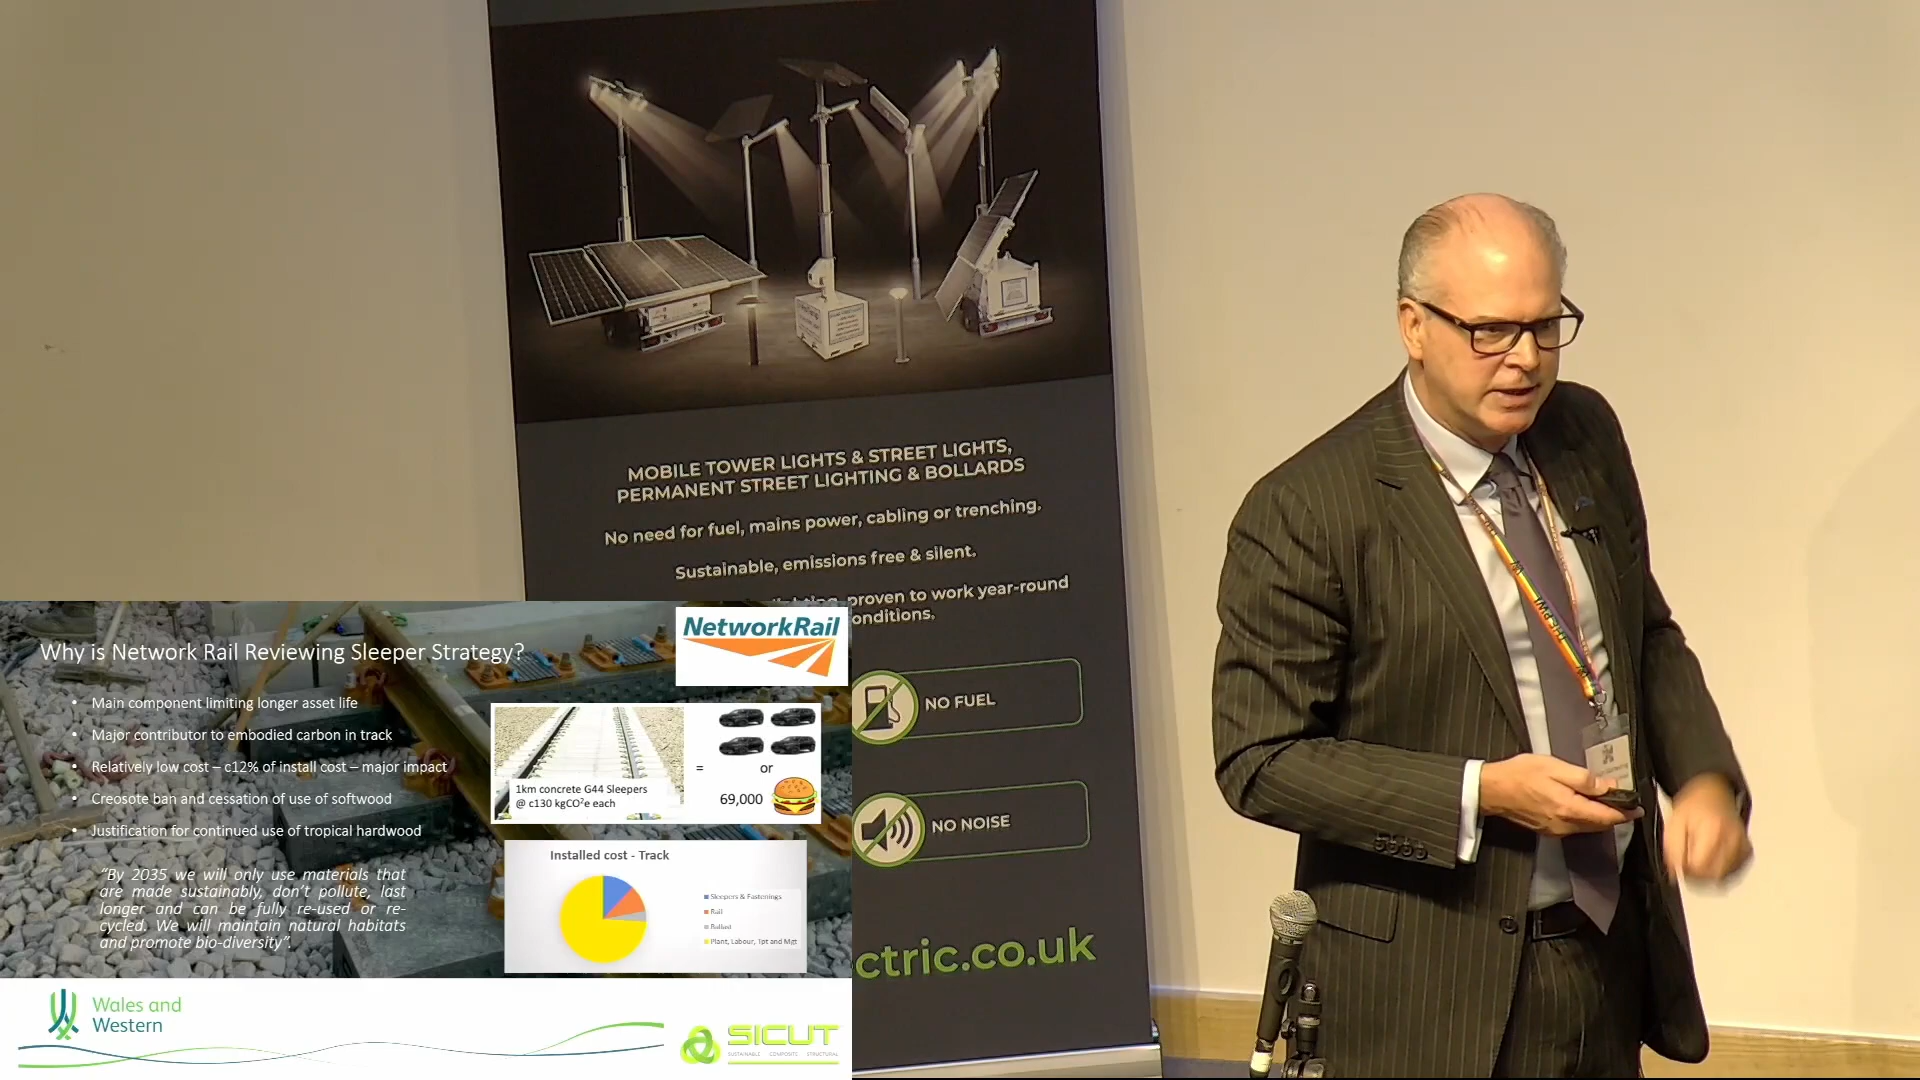 MOBILE TOWER LIGHTS & STREET LIGHTS,
PERMANENT STREET LIGHTING & BOLLARDS
No need for fuel, mains power, cabling or trenching.
Sustainable, emissions free & silent.
proven to work year-round
onditions.
NO FUEL
NO NOISE
ctric.co.uk
THE PWI
NetworkRail
Why is Network Rail Reviewing Sleeper Strategy?
• Main component limiting longer asset life
• Major contributor to embodied carbon in track
• Relatively low cost – c12% of install cost – major impact
• Creosote ban and cessation of use of softwood
• Justification for continued use of tropical hardwood
“By 2035 we will only use materials that
are made sustainably, don’t pollute, last
longer and can be fully re-used or re-
cycled. We will maintain natural habitats
and promote bio-diversity”.
1km concrete G44 Sleepers
@ c130 kgCO²e each
= or
69,000
Installed cost - Track
Sleepers & Fastenings
Rail
Ballast
Plant, Labour, Tpt and Mgt
Wales and
Western
SICUT
SUSTAINABLE COMPOSITE STRUCTURAL